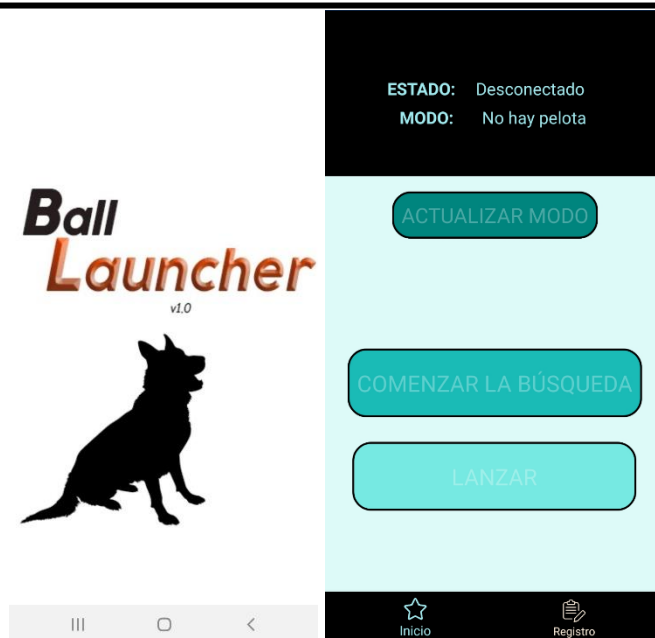 Ball
Launcher
v1.0
ESTADO: Desconectado
MODO: No hay pelota
ACTUALIZAR MODO
COMENZAR LA BÚSQUEDA
LANZAR
Inicio
Registro